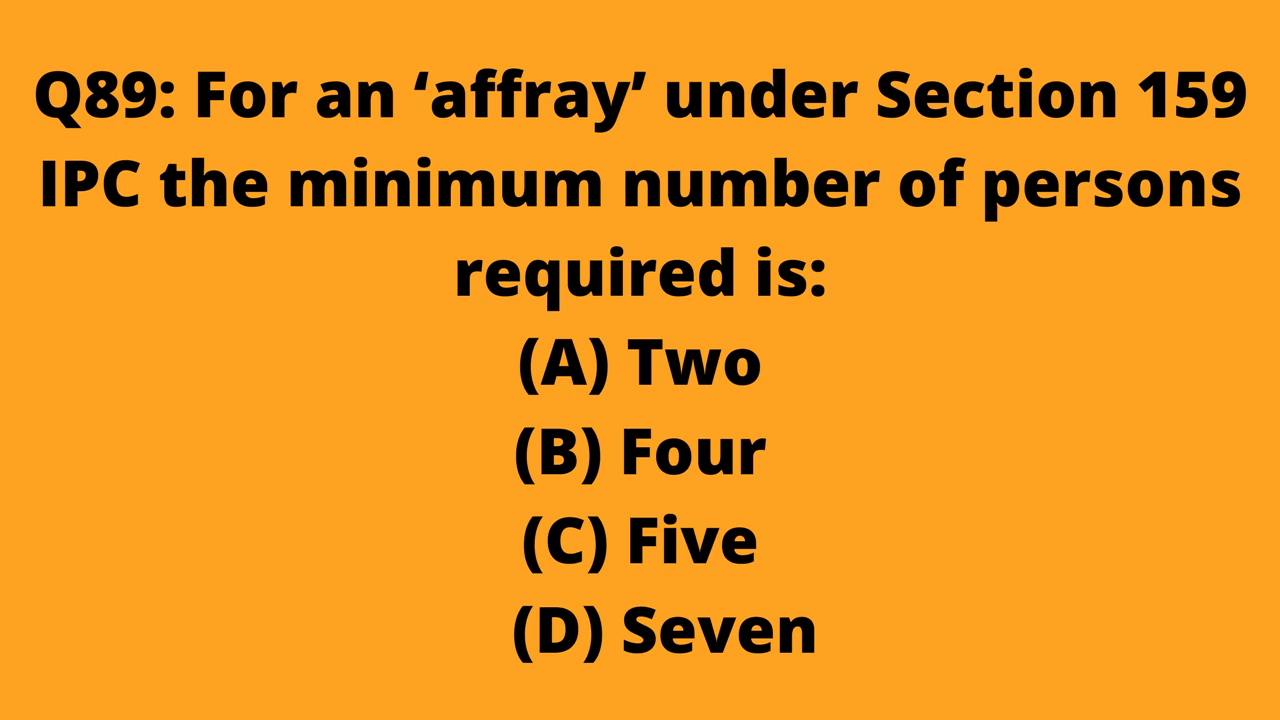 Q89: For an ‘affray’ under Section 159
IPC the minimum number of persons
required is:
(A) Two
(B) Four
(C) Five
(D) Seven